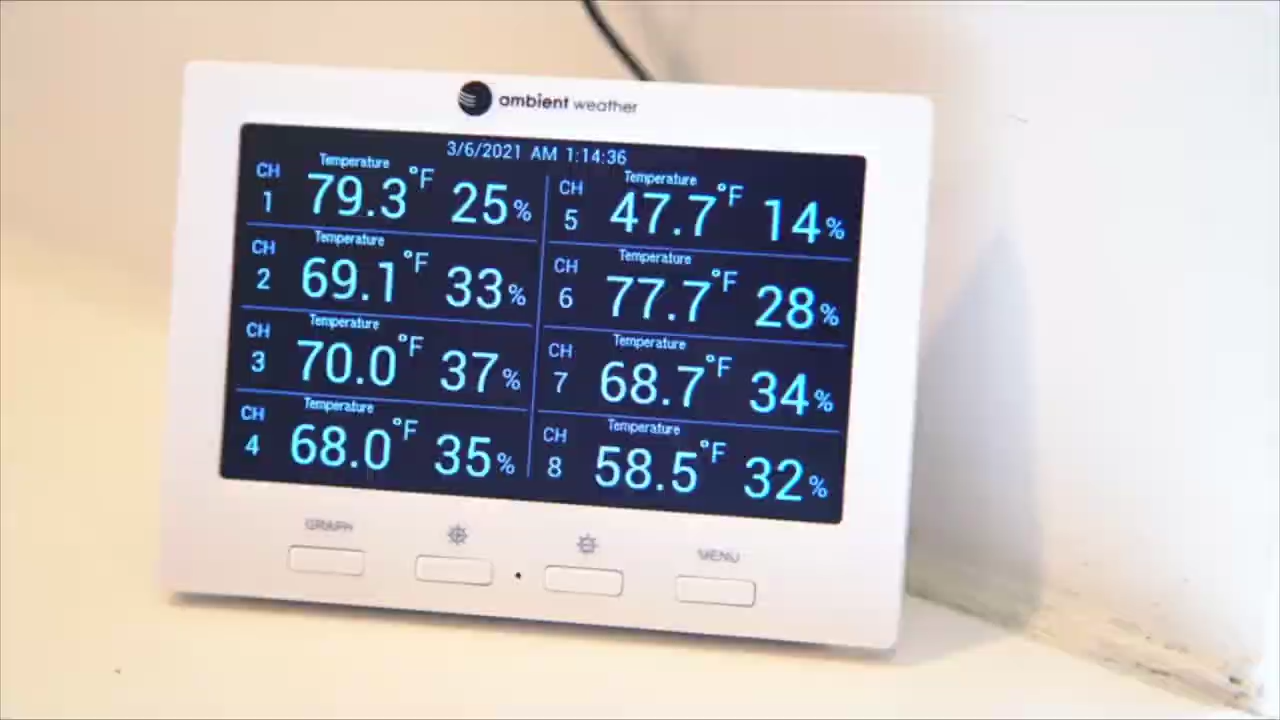 ambient weather
3/6/2021 AM 1:14:36
CH 1 Temperature 79.3°F 25%
CH 2 Temperature 69.1°F 33%
CH 3 Temperature 70.0°F 37%
CH 4 Temperature 68.0°F 35%
CH 5 Temperature 47.7°F 14%
CH 6 Temperature 77.7°F 28%
CH 7 Temperature 68.7°F 34%
CH 8 Temperature 58.5°F 32%
GRAPH
MENU